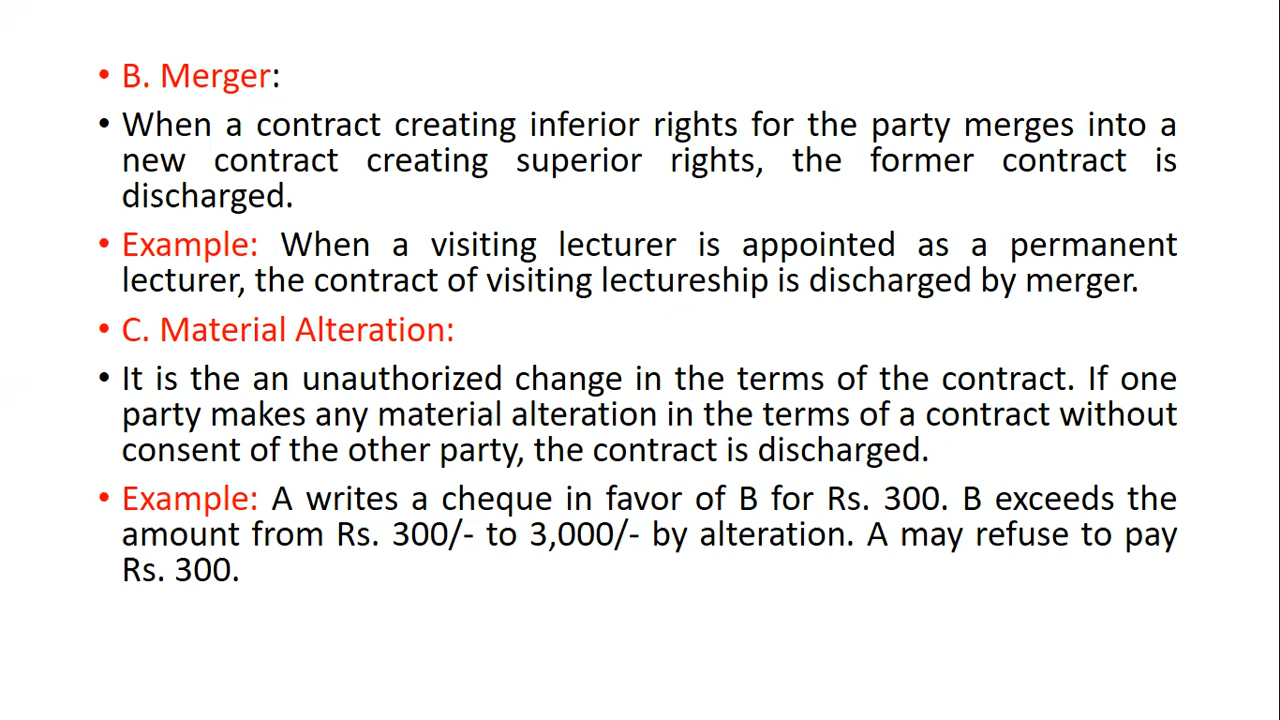 • B. Merger:
• When a contract creating inferior rights for the party merges into a
new contract creating superior rights, the former contract is
discharged.
• Example: When a visiting lecturer is appointed as a permanent
lecturer, the contract of visiting lectureship is discharged by merger.
• C. Material Alteration:
• It is the an unauthorized change in the terms of the contract. If one
party makes any material alteration in the terms of a contract without
consent of the other party, the contract is discharged.
• Example: A writes a cheque in favor of B for Rs. 300. B exceeds the
amount from Rs. 300/- to 3,000/- by alteration. A may refuse to pay
Rs. 300.